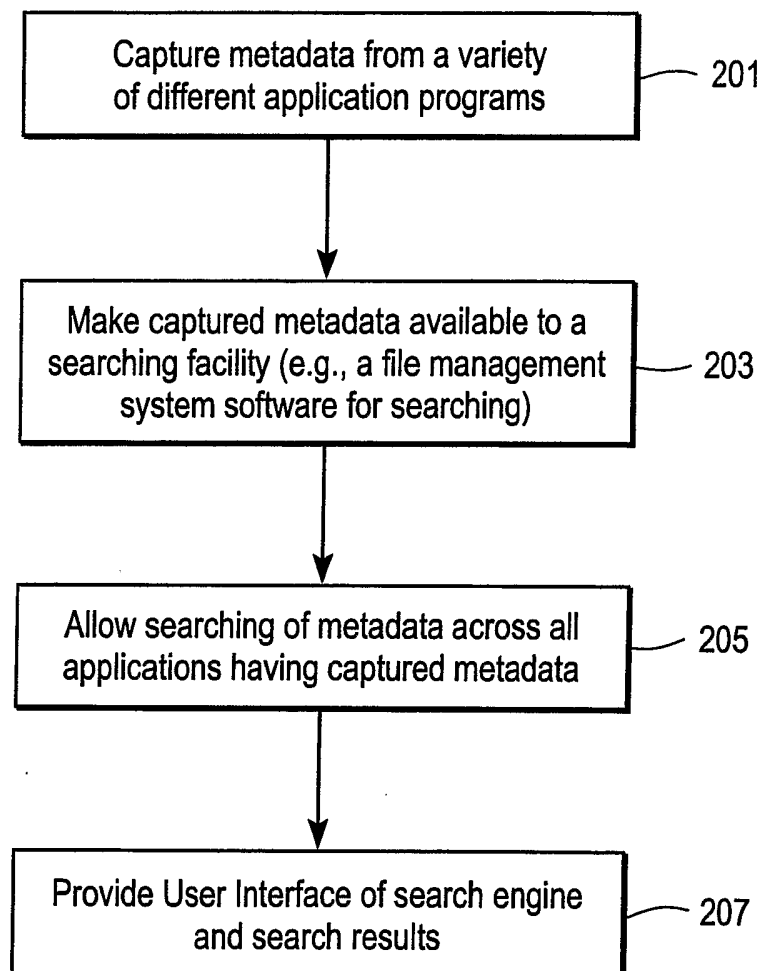 Capture metadata from a variety
of different application programs
201
Make captured metadata available to a
searching facility (e.g., a file management
system software for searching)
203
Allow searching of metadata across all
applications having captured metadata
205
Provide User Interface of search engine
and search results
207